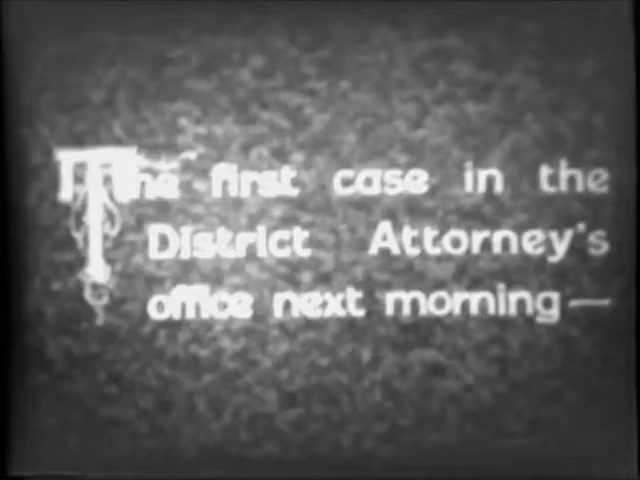 The first case in the
District Attorney's
office next morning—